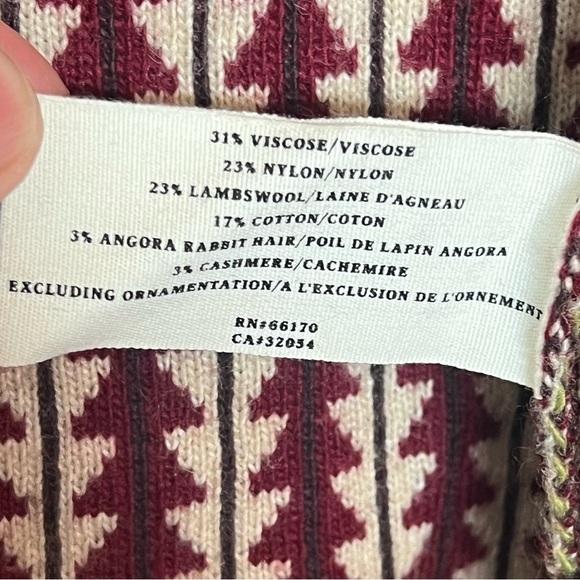 31% VISCOSE/VISCOSE
23% NYLON/NYLON
23% LAMBSWOOL/LAINE D'AGNEAU
17% COTTON/COTON
3% ANGORA RABBIT HAIR/POIL DE LAPIN ANGORA
3% CASHMERE/CACHEMIRE
EXCLUDING ORNAMENTATION/A L'EXCLUSION DE L'ORNEMENT
RN#66170
CA#32054